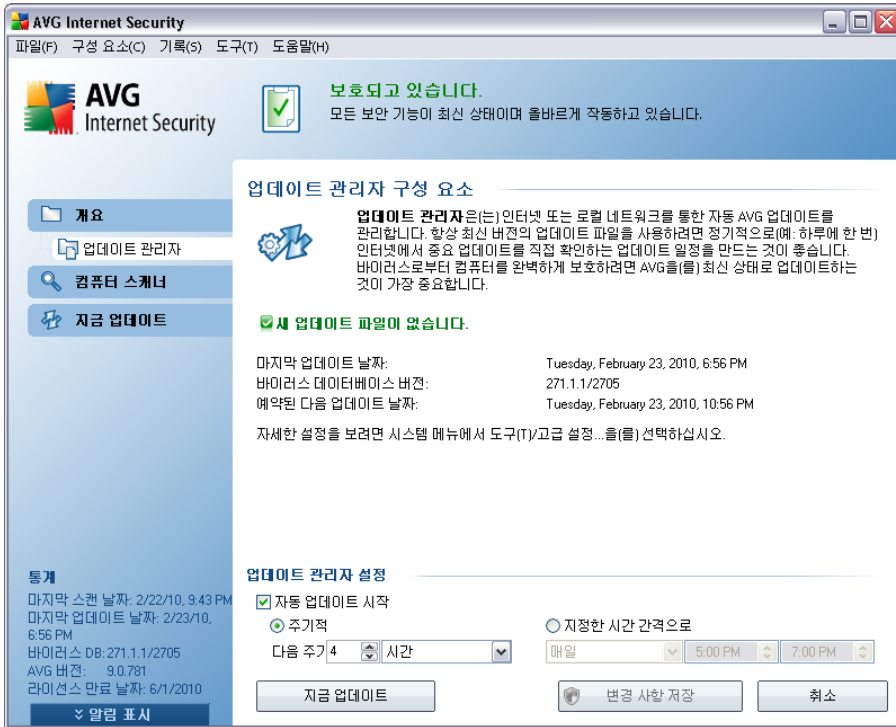 AVG Internet Security
파일(F) 구성 요소(C) 기록(S) 도구(T) 도움말(H)
AVG
Internet Security
보호되고 있습니다.
모든 보안 기능이 최신 상태이며 올바르게 작동하고 있습니다.
개요
업데이트 관리자
컴퓨터 스캐너
지금 업데이트
업데이트 관리자 구성 요소
업데이트 관리자은(는) 인터넷 또는 로컬 네트워크를 통한 자동 AVG 업데이트를
관리합니다. 항상 최신 버전의 업데이트 파일을 사용하려면 정기적으로(예: 하루에 한 번)
인터넷에서 중요 업데이트를 직접 확인하는 업데이트 일정을 만드는 것이 좋습니다.
바이러스로부터 컴퓨터를 완벽하게 보호하려면 AVG을(를) 최신 상태로 업데이트하는
것이 가장 중요합니다.
새 업데이트 파일이 없습니다.
마지막 업데이트 날짜: Tuesday, February 23, 2010, 6:56 PM
바이러스 데이터베이스 버전: 271.1.1/2705
예약된 다음 업데이트 날짜: Tuesday, February 23, 2010, 10:56 PM
자세한 설정을 보려면 시스템 메뉴에서 도구(T)/고급 설정...을(를) 선택하십시오.
통계
마지막 스캔 날짜: 2/22/10, 9:43 PM
마지막 업데이트 날짜: 2/23/10,
6:56 PM
바이러스 DB: 271.1.1/2705
AVG 버전: 9.0.781
라이선스 만료 날짜: 6/1/2010
알림 표시
업데이트 관리자 설정
자동 업데이트 시작
주기적 지정한 시간 간격으로
다음 주기 4 시간 매일 5:00 PM 7:00 PM
지금 업데이트 변경 사항 저장 취소